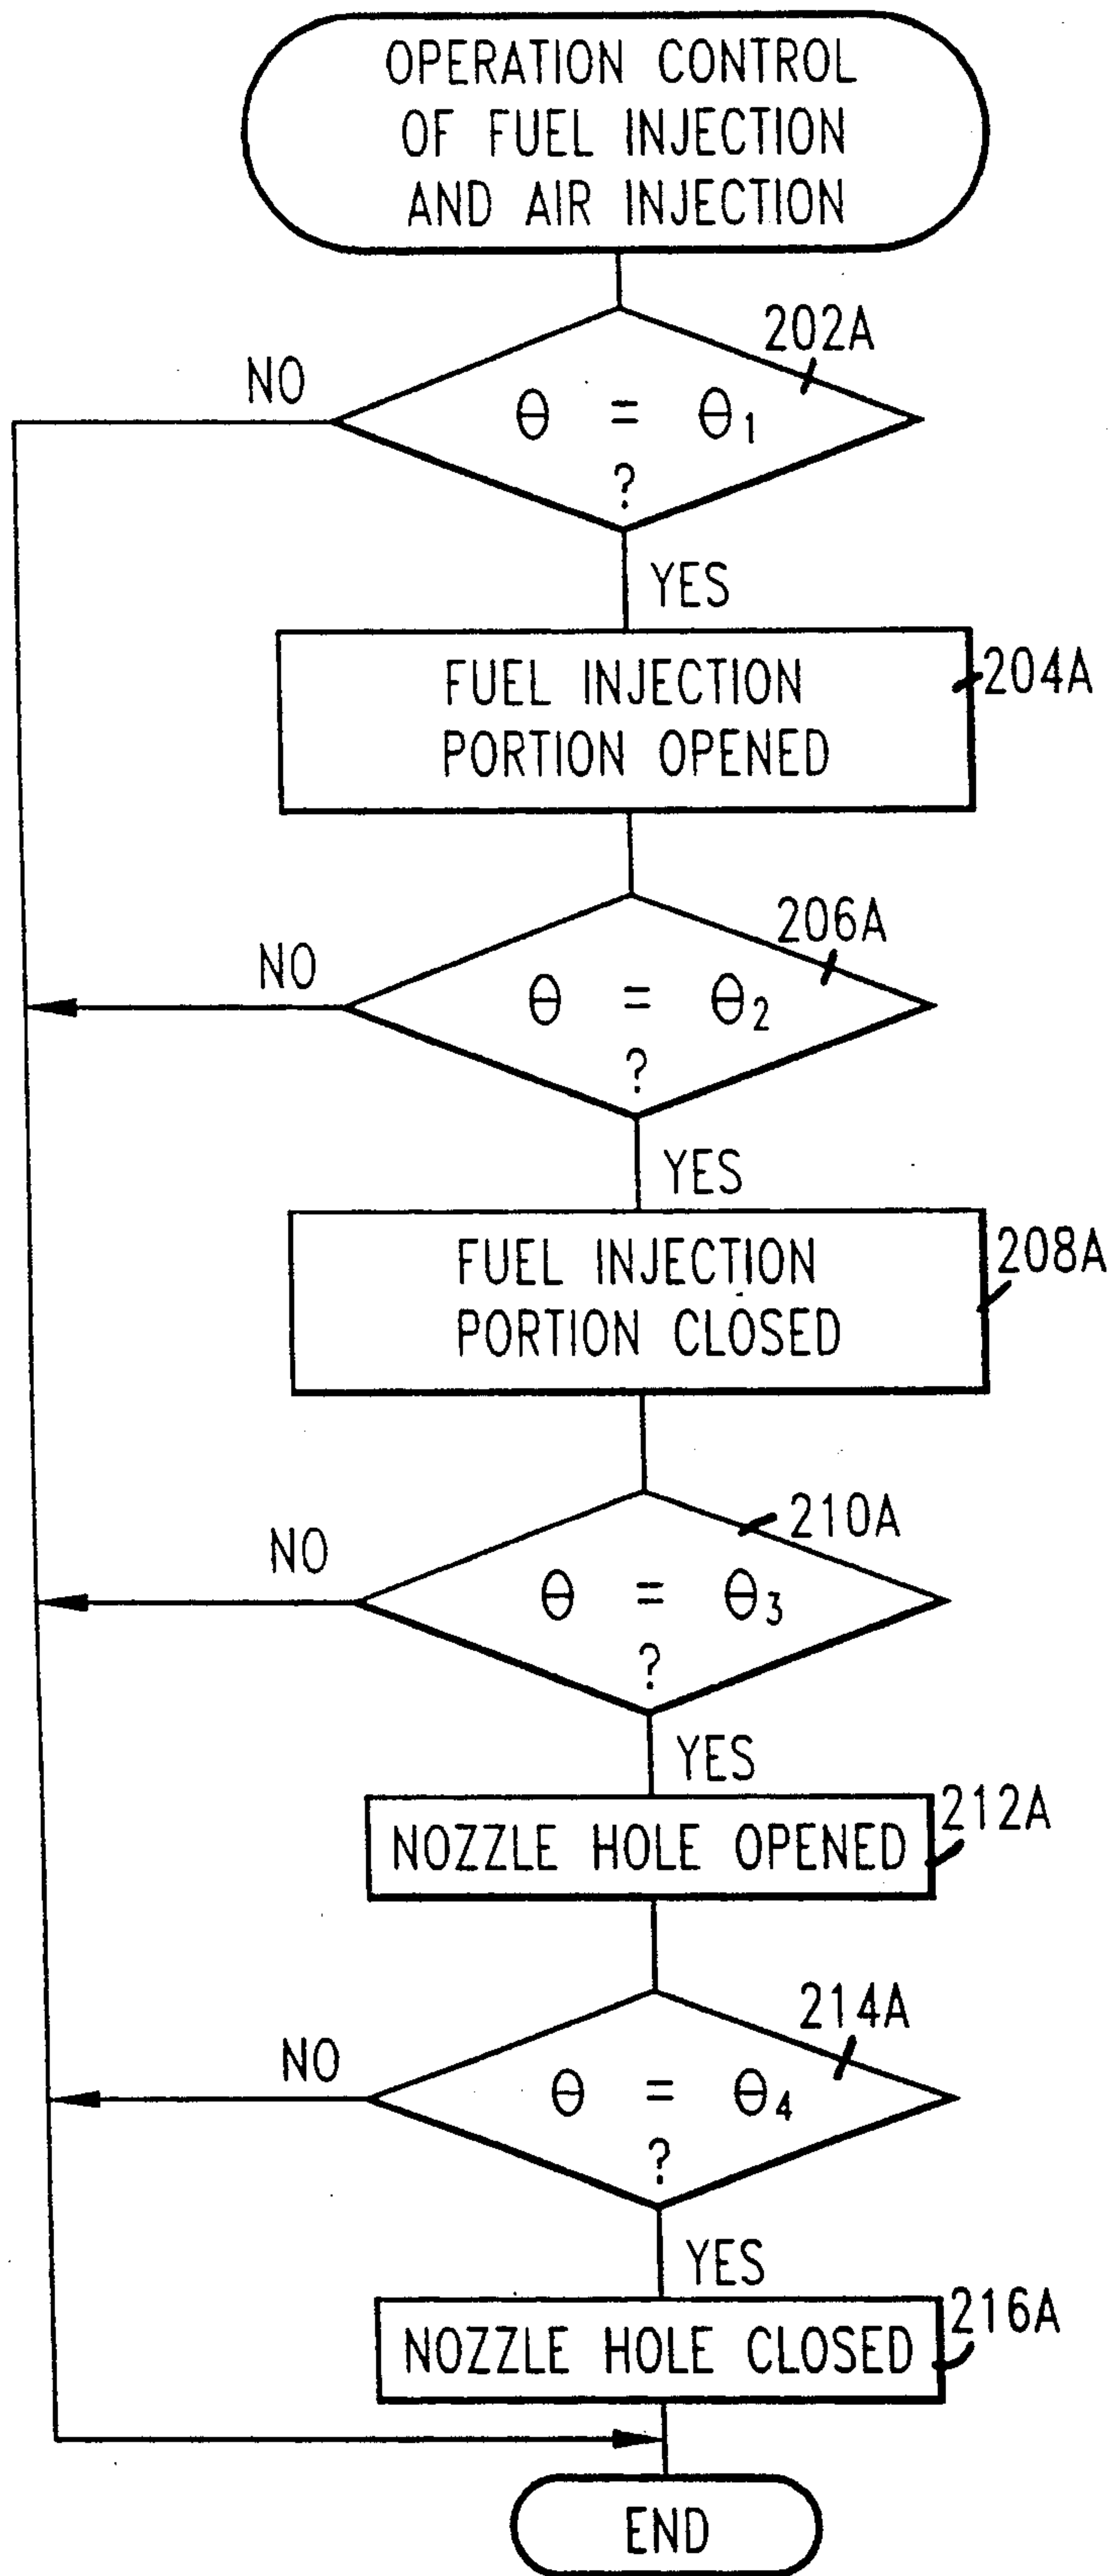 OPERATION CONTROL
OF FUEL INJECTION
AND AIR INJECTION
202A
NO
θ = θ₁
?
YES
FUEL INJECTION
PORTION OPENED
204A
206A
NO
θ = θ₂
?
YES
FUEL INJECTION
PORTION CLOSED
208A
210A
NO
θ = θ₃
?
YES
NOZZLE HOLE OPENED
212A
214A
NO
θ = θ₄
?
YES
NOZZLE HOLE CLOSED
216A
END